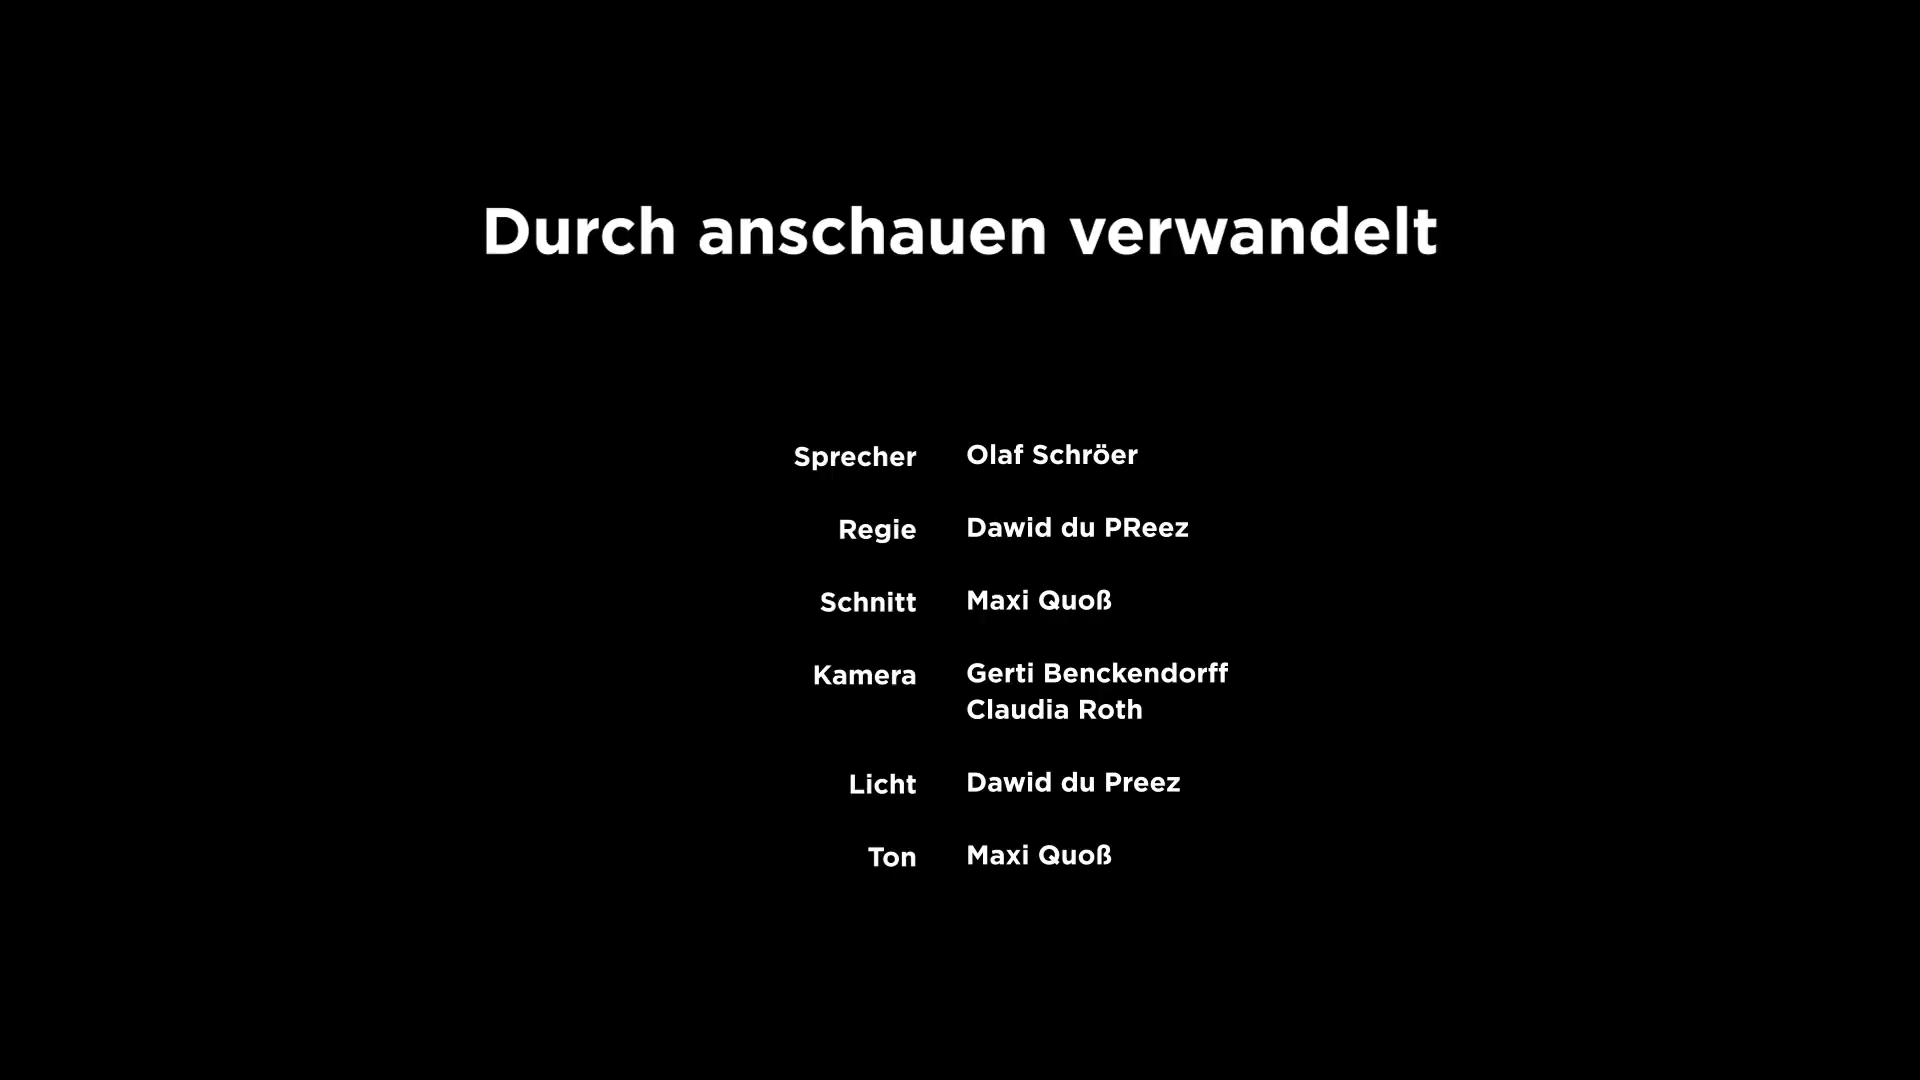 Durch anschauen verwandelt
Sprecher Olaf Schröer
Regie Dawid du PReez
Schnitt Maxi Quoß
Kamera Gerti Benckendorff
Claudia Roth
Licht Dawid du Preez
Ton Maxi Quoß